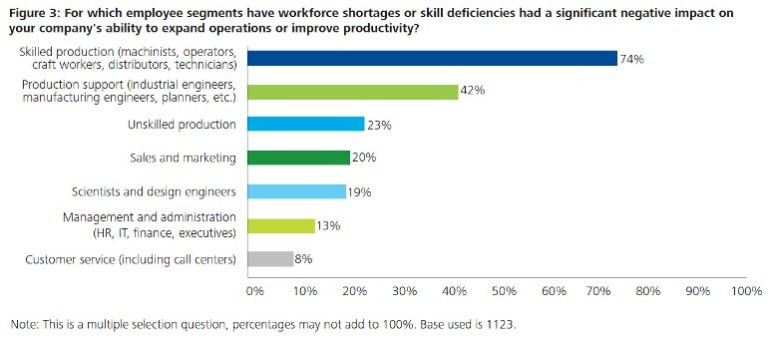 Figure 3: For which employee segments have workforce shortages or skill deficiencies had a significant negative impact on
your company's ability to expand operations or improve productivity?
Skilled production (machinists, operators,
craft workers, distributors, technicians)
74%
Production support (industrial engineers,
manufacturing engineers, planners, etc.)
42%
Unskilled production
23%
Sales and marketing
20%
Scientists and design engineers
19%
Management and administration
(HR, IT, finance, executives)
13%
Customer service (including call centers)
8%
0% 10% 20% 30% 40% 50% 60% 70% 80% 90% 100%
Note: This is a multiple selection question, percentages may not add to 100%. Base used is 1123.